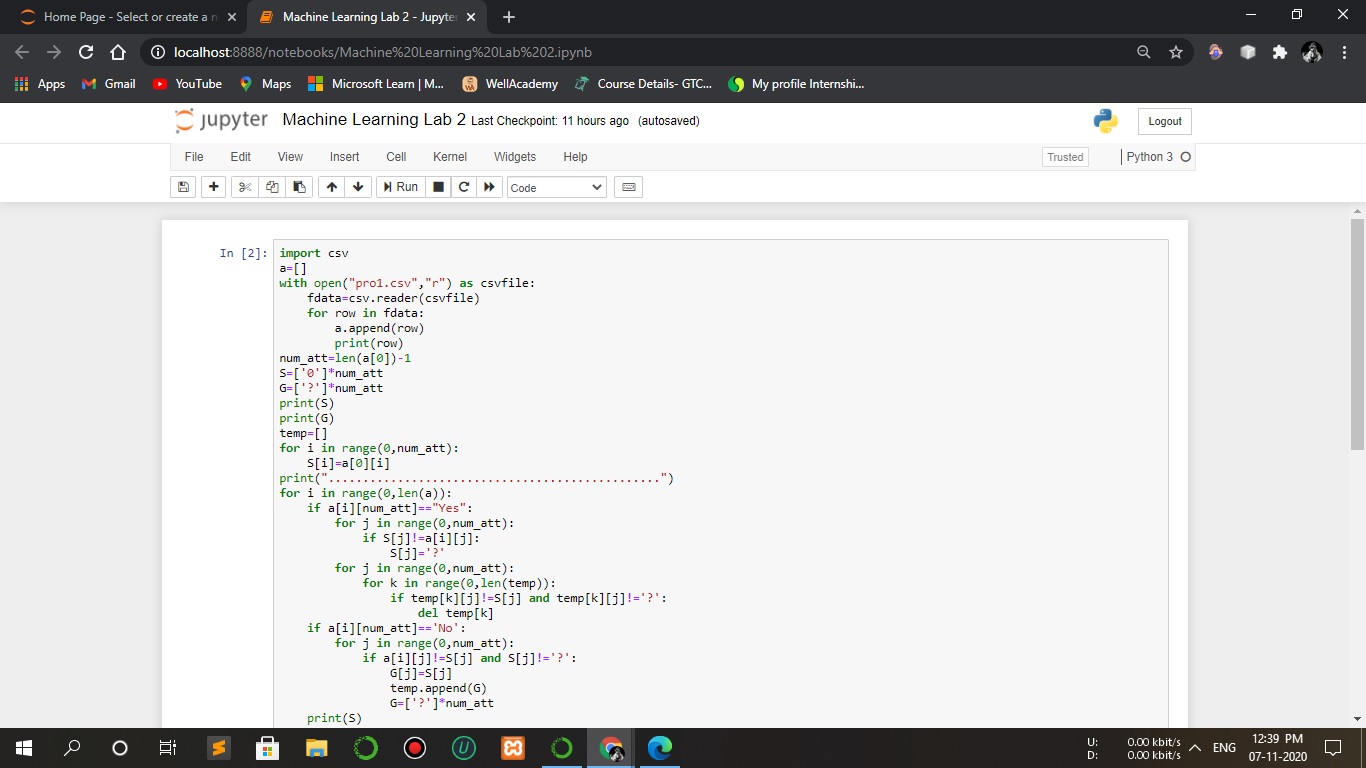 Home Page - Select or create a n
Machine Learning Lab 2 - Jupyte
localhost:8888/notebooks/Machine%20Learning%20Lab%202.ipynb
Apps Gmail YouTube Maps Microsoft Learn | M... WellAcademy Course Details- GTC... My profile Internshi...
jupyter Machine Learning Lab 2 Last Checkpoint: 11 hours ago (autosaved)
Logout
File Edit View Insert Cell Kernel Widgets Help
Trusted | Python 3
Run Code
In [2]:
import csv
a=[]
with open("pro1.csv","r") as csvfile:
    fdata=csv.reader(csvfile)
    for row in fdata:
        a.append(row)
        print(row)
num_att=len(a[0])-1
S=['0']*num_att
G=['?']*num_att
print(S)
print(G)
temp=[]
for i in range(0,num_att):
    S[i]=a[0][i]
print("................................................")
for i in range(0,len(a)):
    if a[i][num_att]=="Yes":
        for j in range(0,num_att):
            if S[j]!=a[i][j]:
                S[j]='?'
        for j in range(0,num_att):
            for k in range(0,len(temp)):
                if temp[k][j]!=S[j] and temp[k][j]!='?':
                    del temp[k]
    if a[i][num_att]=='No':
        for j in range(0,num_att):
            if a[i][j]!=S[j] and S[j]!='?':
                G[j]=S[j]
                temp.append(G)
                G=['?']*num_att
    print(S)
U: 0.00 kbit/s
D: 0.00 kbit/s
ENG
12:39 PM
07-11-2020